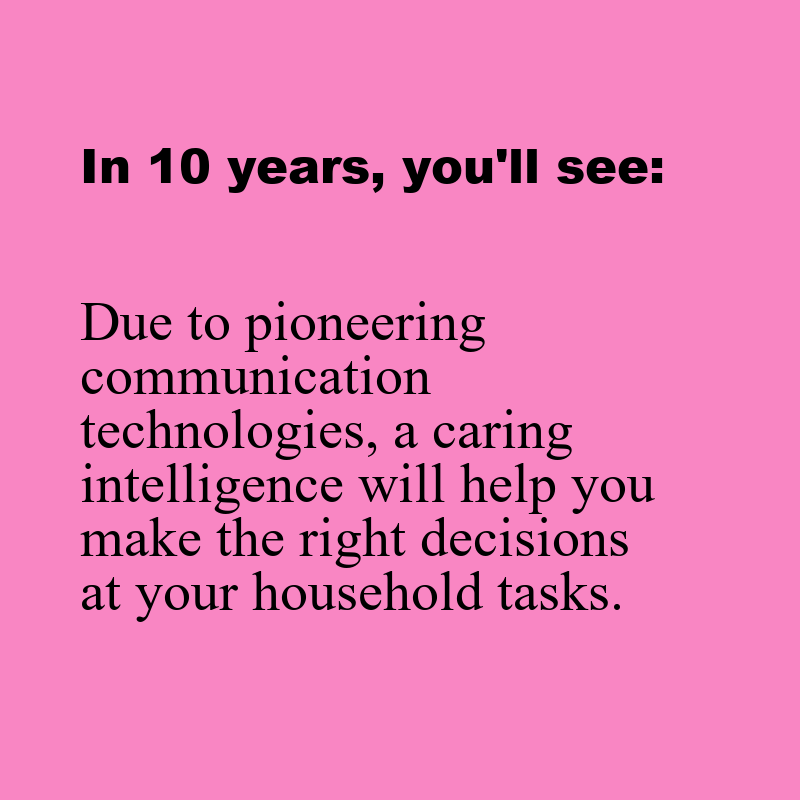 In 10 years, you'll see:
Due to pioneering
communication
technologies, a caring
intelligence will help you
make the right decisions
at your household tasks.